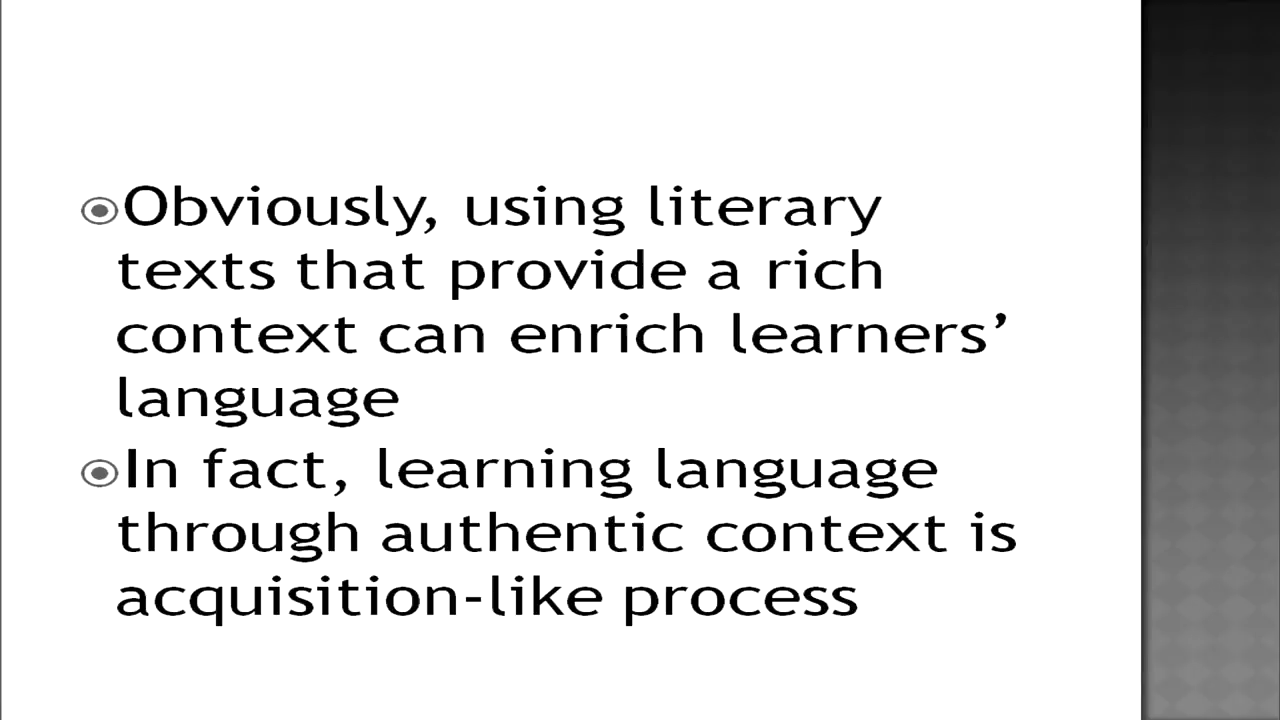 Obviously, using literary
texts that provide a rich
context can enrich learners’
language
In fact, learning language
through authentic context is
acquisition-like process